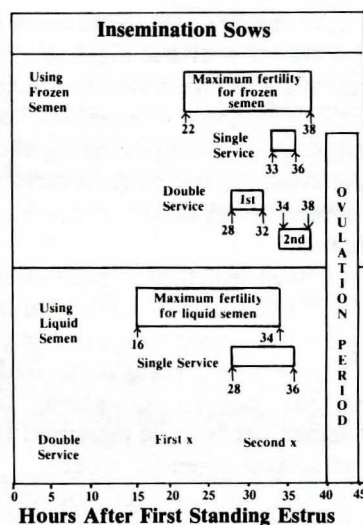 Insemination Sows
Using
Frozen
Semen
Maximum fertility
for frozen
semen
22
38
Single
Service
33
36
Double
Service
1st
28
32
34
38
2nd
OVULATION PERIOD
Using
Liquid
Semen
Maximum fertility
for liquid semen
16
34
Single Service
28
36
Double
Service
First x
Second x
0 5 10 15 20 25 30 35 40 45
Hours After First Standing Estrus